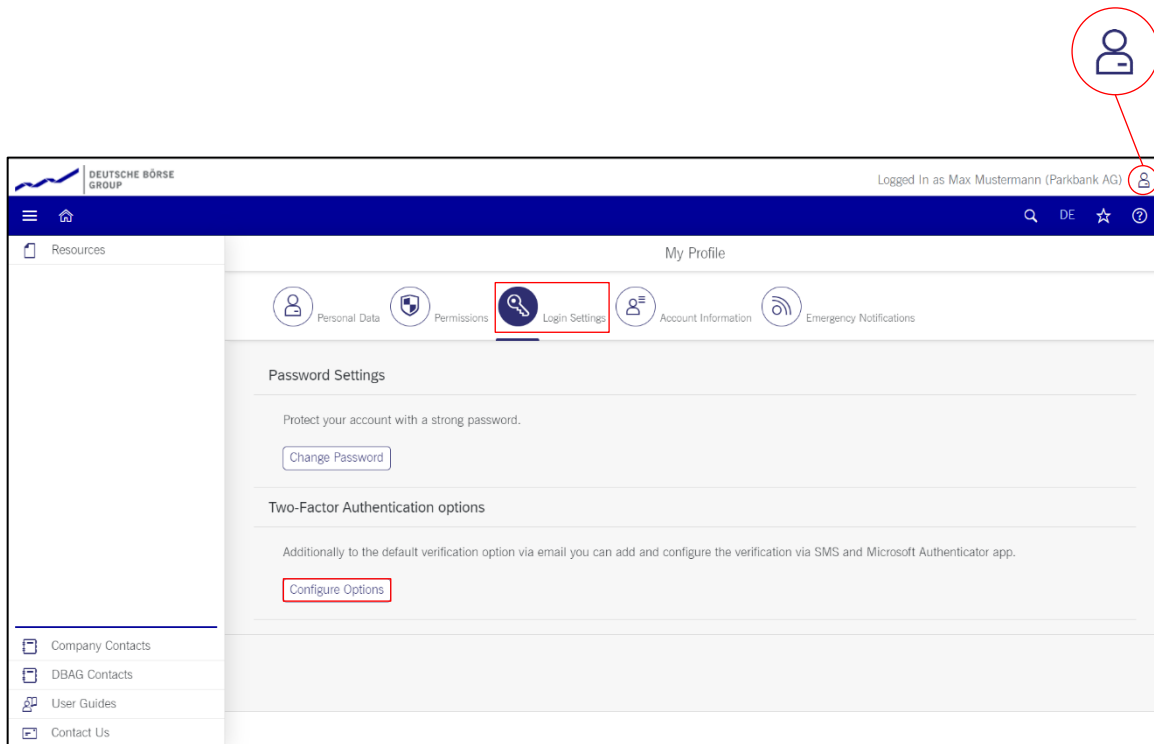 DEUTSCHE BÖRSE
GROUP
Logged In as Max Mustermann (Parkbank AG)
DE
Resources
My Profile
Personal Data
Permissions
Login Settings
Account Information
Emergency Notifications
Password Settings
Protect your account with a strong password.
Change Password
Two-Factor Authentication options
Additionally to the default verification option via email you can add and configure the verification via SMS and Microsoft Authenticator app.
Configure Options
Company Contacts
DBAG Contacts
User Guides
Contact Us